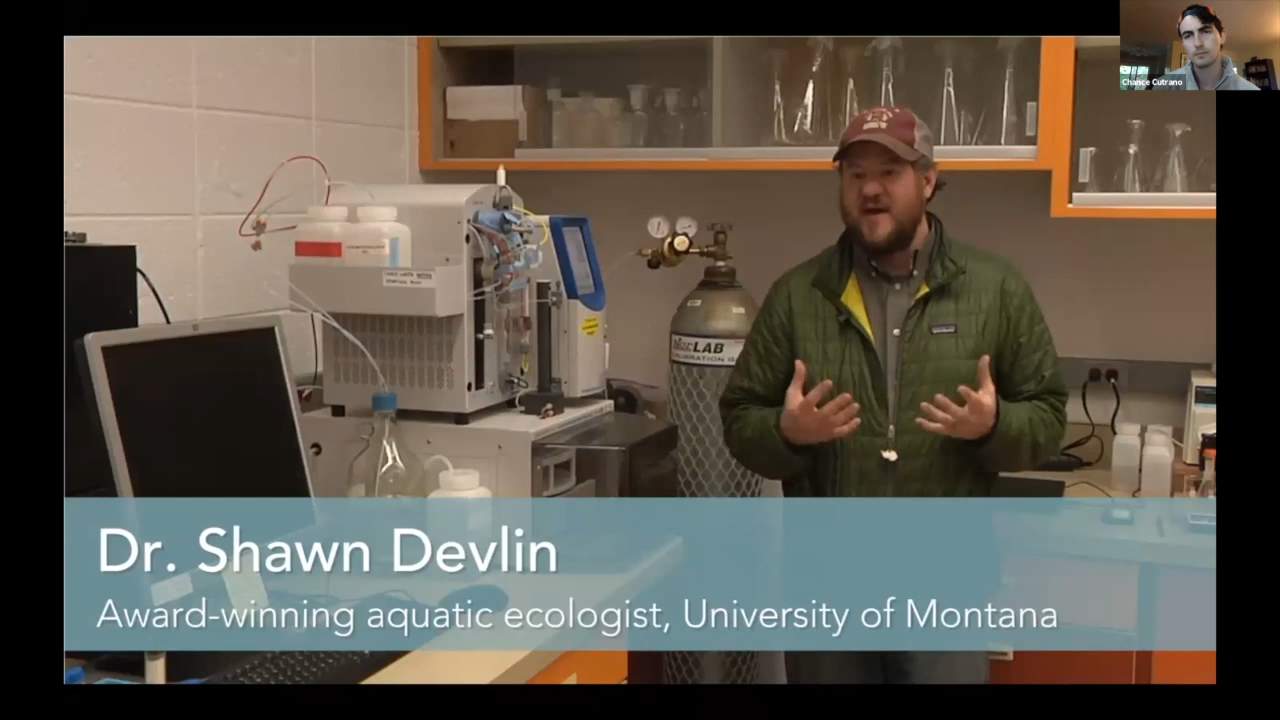 Chance Cutrano
LAB
Dr. Shawn Devlin
Award-winning aquatic ecologist, University of Montana